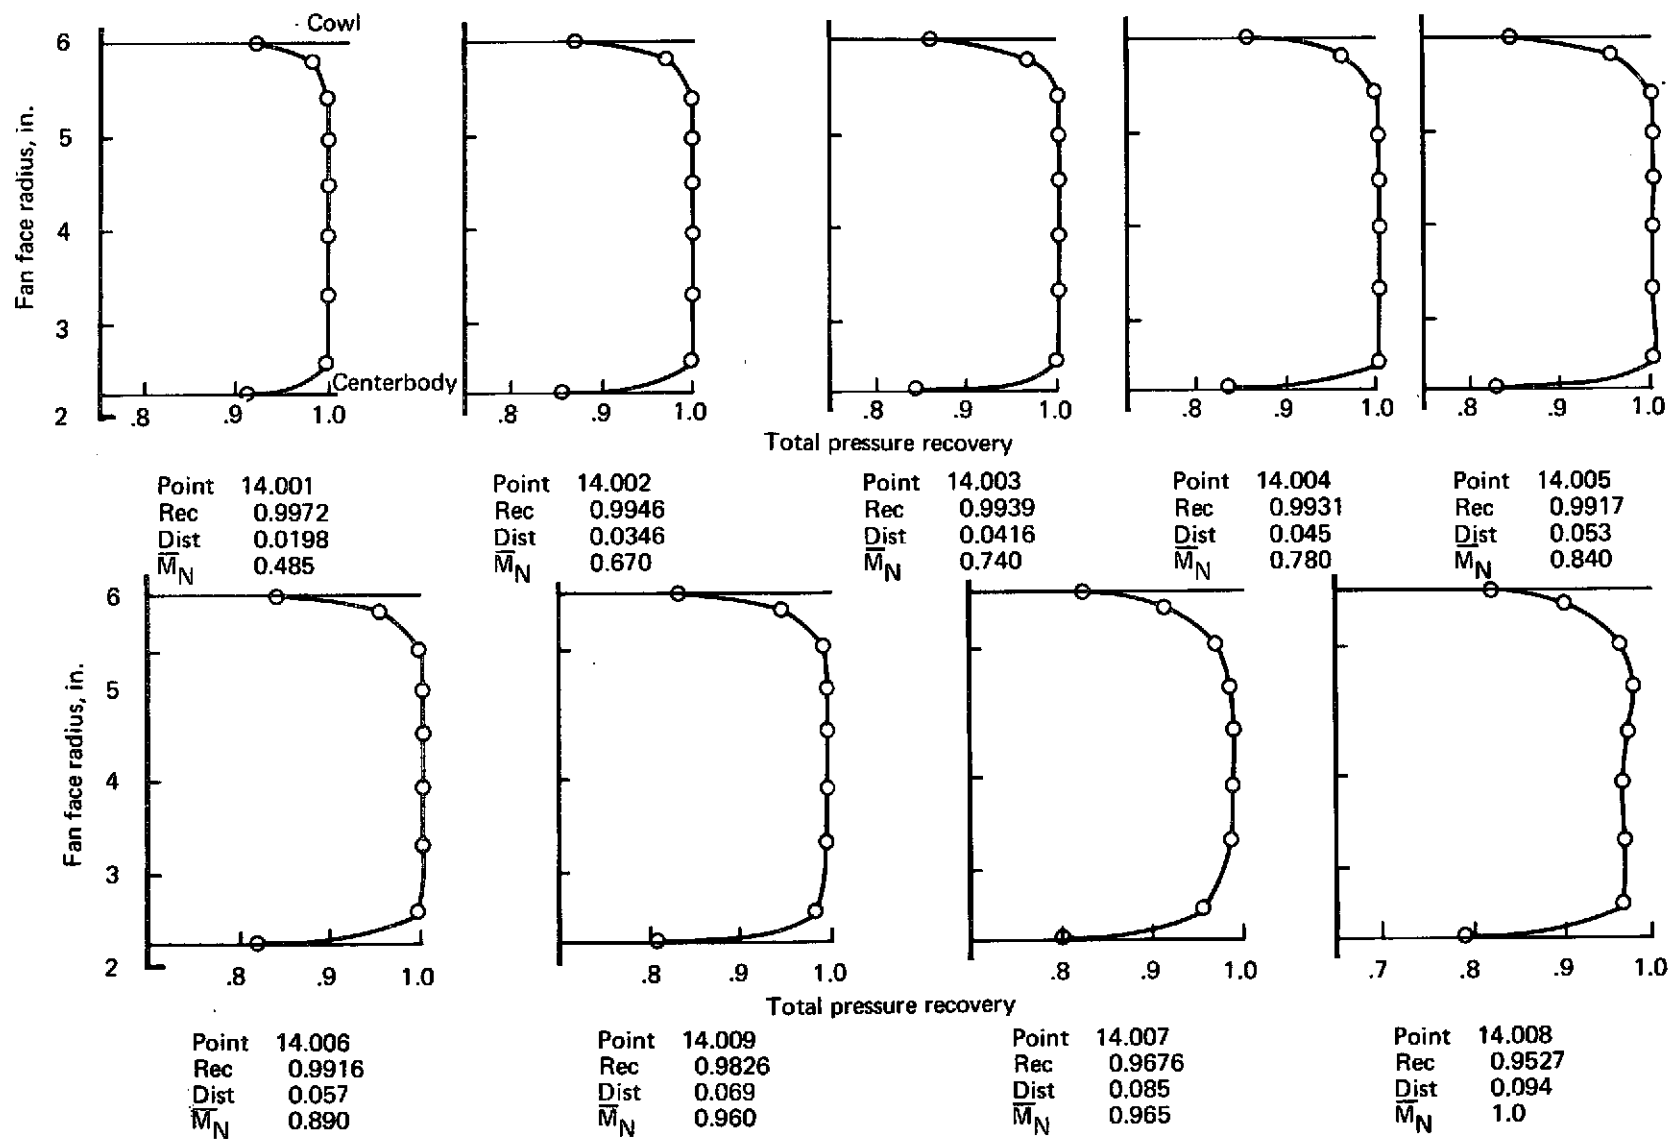 Cowl
6
5
4
3
2
Fan face radius, in.
Centerbody
.8 .9 1.0
.9 1.0
.8 .9 1.0
.8 .9 1.0
.8 .9 1.0
Total pressure recovery
Point 14.001
Rec 0.9972
Dist 0.0198
M̅N 0.485
Point 14.002
Rec 0.9946
Dist 0.0346
M̅N 0.670
Point 14.003
Rec 0.9939
Dist 0.0416
M̅N 0.740
Point 14.004
Rec 0.9931
Dist 0.045
M̅N 0.780
Point 14.005
Rec 0.9917
Dist 0.053
M̅N 0.840
6
5
4
3
2
Fan face radius, in.
.8 .9 1.0
.8 .9 1.0
.8 .9 1.0
.7 .8 .9 1.0
Total pressure recovery
Point 14.006
Rec 0.9916
Dist 0.057
M̅N 0.890
Point 14.009
Rec 0.9826
Dist 0.069
M̅N 0.960
Point 14.007
Rec 0.9676
Dist 0.085
M̅N 0.965
Point 14.008
Rec 0.9527
Dist 0.094
M̅N 1.0